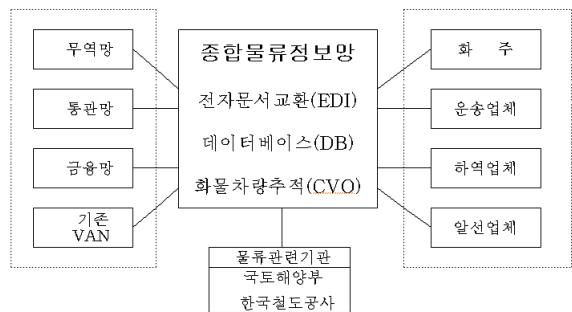 무역망
통관망
금융망
기존
VAN
종합물류정보망
전자문서교환(EDI)
데이터베이스(DB)
화물차량추적(CVO)
화 주
운송업체
하역업체
알선업체
물류관련기관
국토해양부
한국철도공사